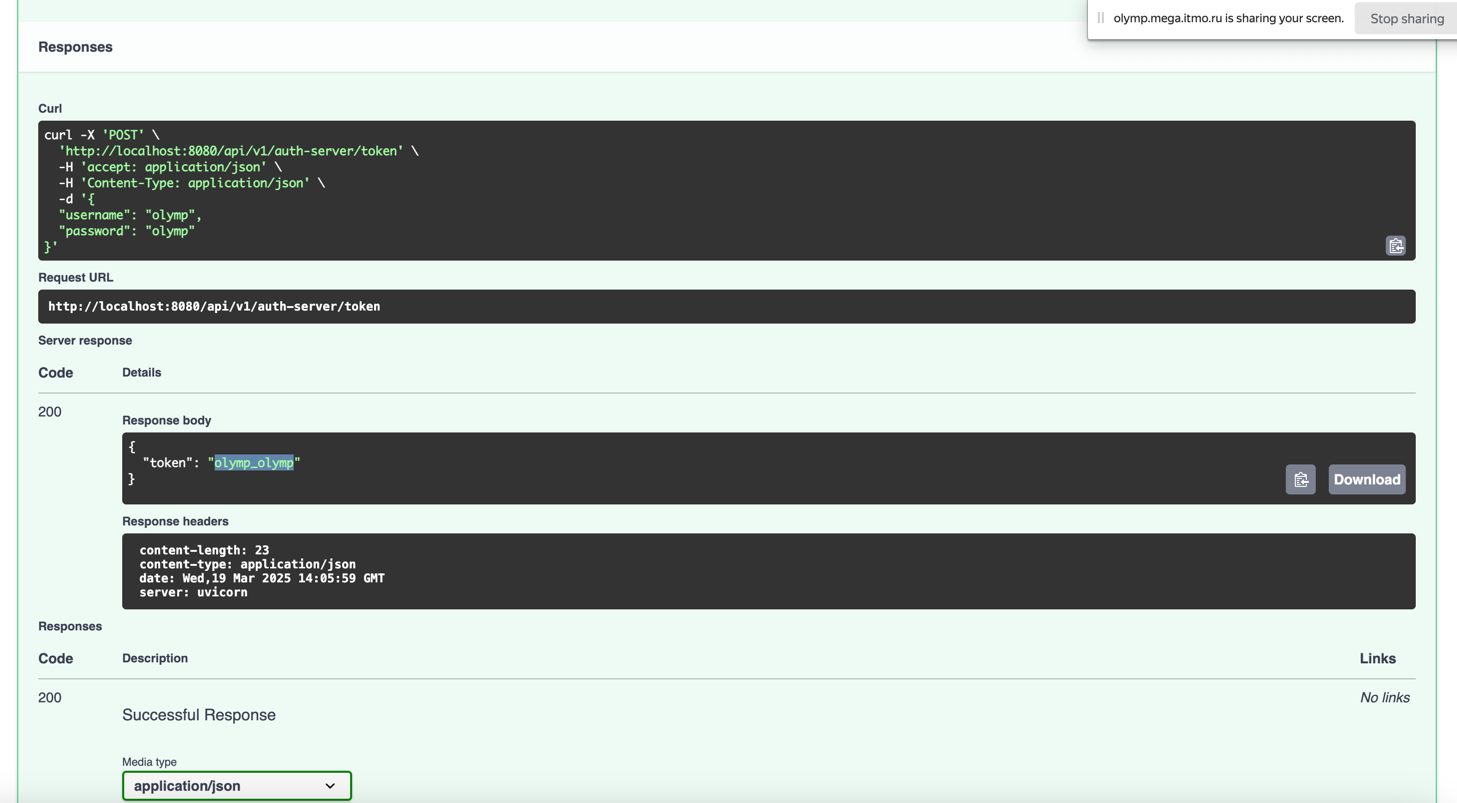 olymp.mega.itmo.ru is sharing your screen.
Stop sharing
Responses
Curl
curl -X 'POST' \
  'http://localhost:8080/api/v1/auth-server/token' \
  -H 'accept: application/json' \
  -H 'Content-Type: application/json' \
  -d '{
  "username": "olymp",
  "password": "olymp"
}'
Request URL
http://localhost:8080/api/v1/auth-server/token
Server response
Code Details
200
Response body
{
  "token": "olymp_olymp"
}
Download
Response headers
content-length: 23
content-type: application/json
date: Wed,19 Mar 2025 14:05:59 GMT
server: uvicorn
Responses
Code Description Links
200 No links
Successful Response
Media type
application/json